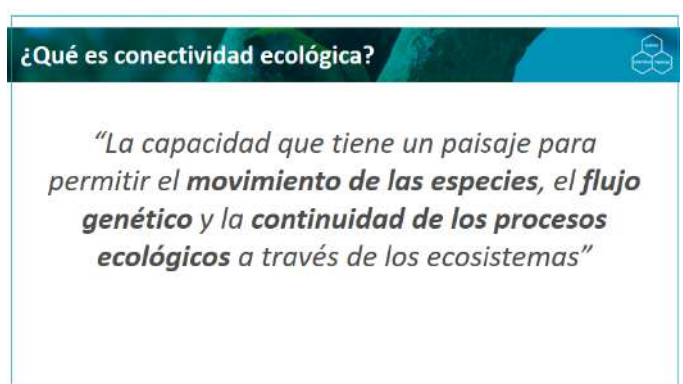 ¿Qué es conectividad ecológica?
“La capacidad que tiene un paisaje para
permitir el movimiento de las especies, el flujo
genético y la continuidad de los procesos
ecológicos a través de los ecosistemas”